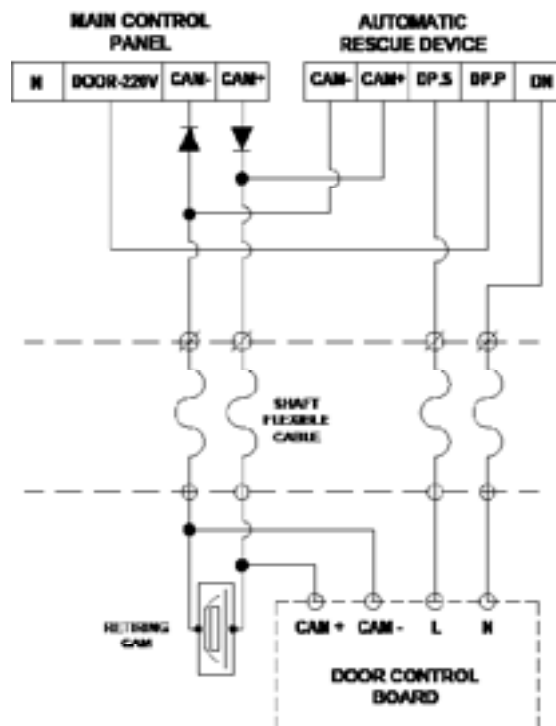 MAIN CONTROL
PANEL
AUTOMATIC
RESCUE DEVICE
N DOOR-220V CAM- CAM+
CAM- CAM+ DP.S DP.P DN
SHAFT
FLEXIBLE
CABLE
RETIRING
CAM
CAM + CAM - L N
DOOR CONTROL
BOARD